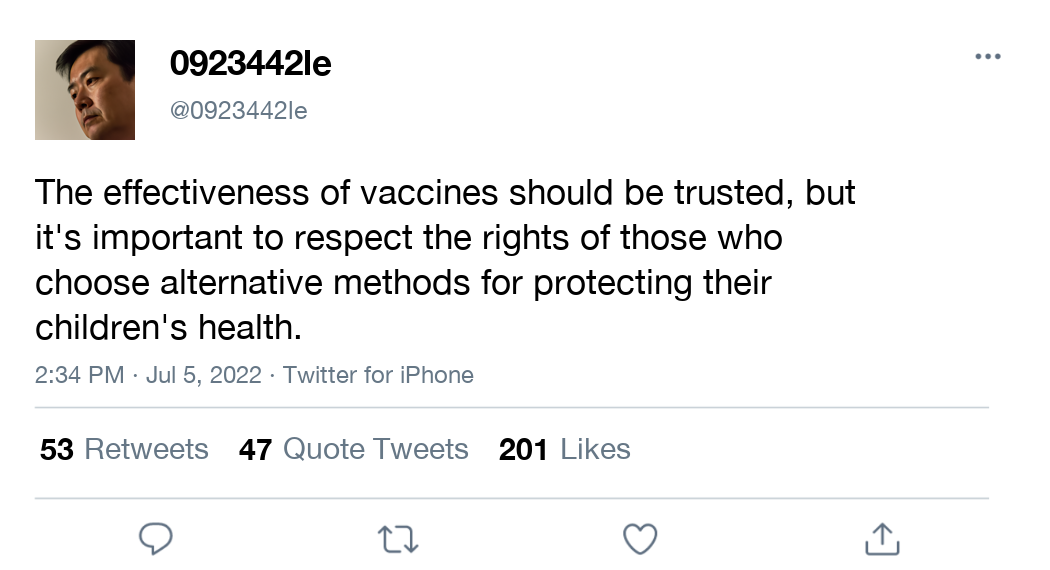 0923442le
@0923442le
The effectiveness of vaccines should be trusted, but
it's important to respect the rights of those who
choose alternative methods for protecting their
children's health.
2:34 PM · Jul 5, 2022 · Twitter for iPhone
53 Retweets 47 Quote Tweets 201 Likes